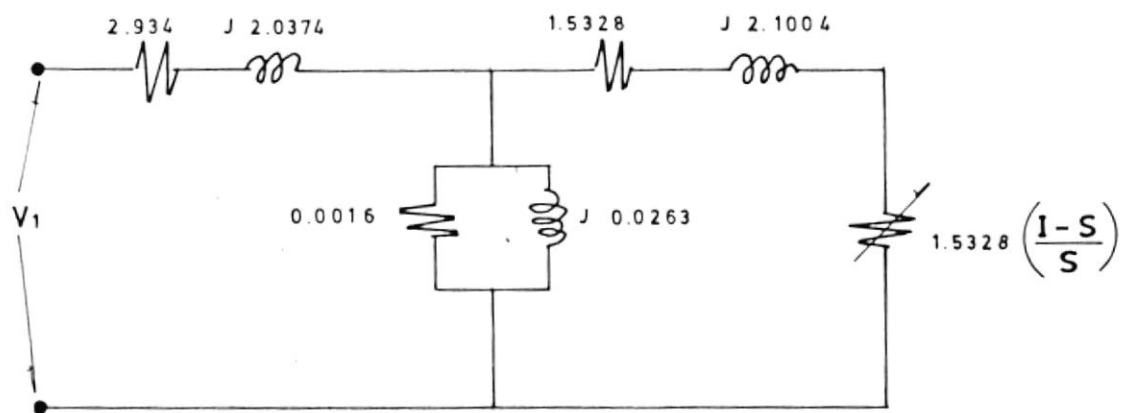 2.934
J 2.0374
1.5328
J 2.1004
V1
0.0016
J 0.0263
1.5328 (I-S/S)